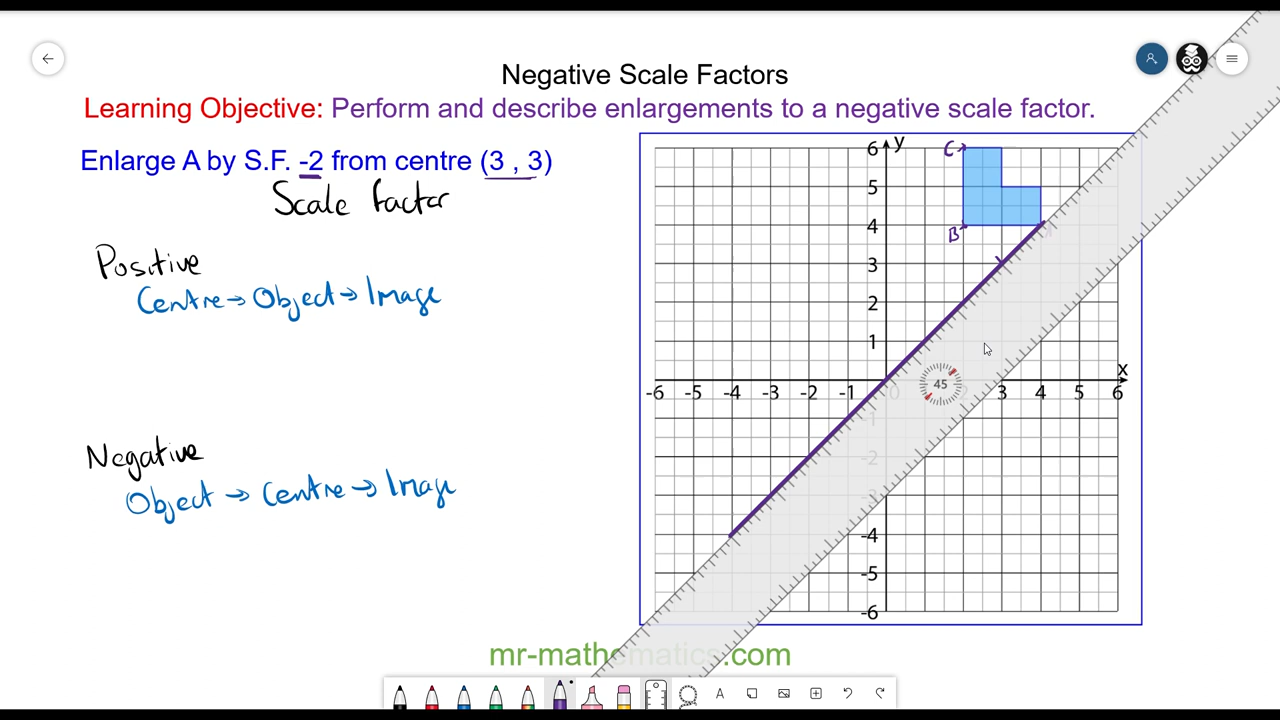 Negative Scale Factors
Learning Objective: Perform and describe enlargements to a negative scale factor.
Enlarge A by S.F. -2 from centre (3 , 3)
Scale factor
Positive
Centre → Object → Image
Negative
Object → Centre → Image
y
C
6
5
4
B
3
2
1
x
-6 -5 -4 -3 -2 -1 0 45 2 3 4 5 6
-1
-2
-3
-4
-5
-6
mr-mathematics.com
A